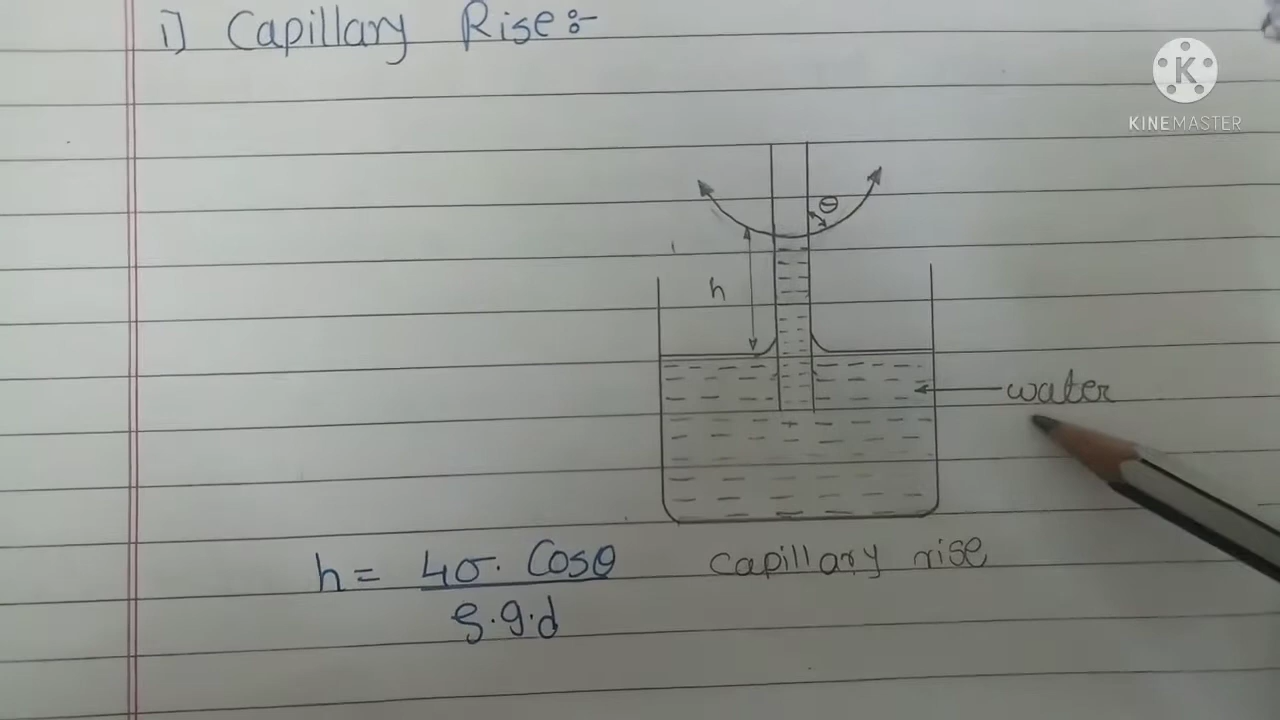 i) Capillary Rise:-
K
KINEMASTER
θ
h
water
h = 4σ. Cosθ
ρ.g.d
capillary rise